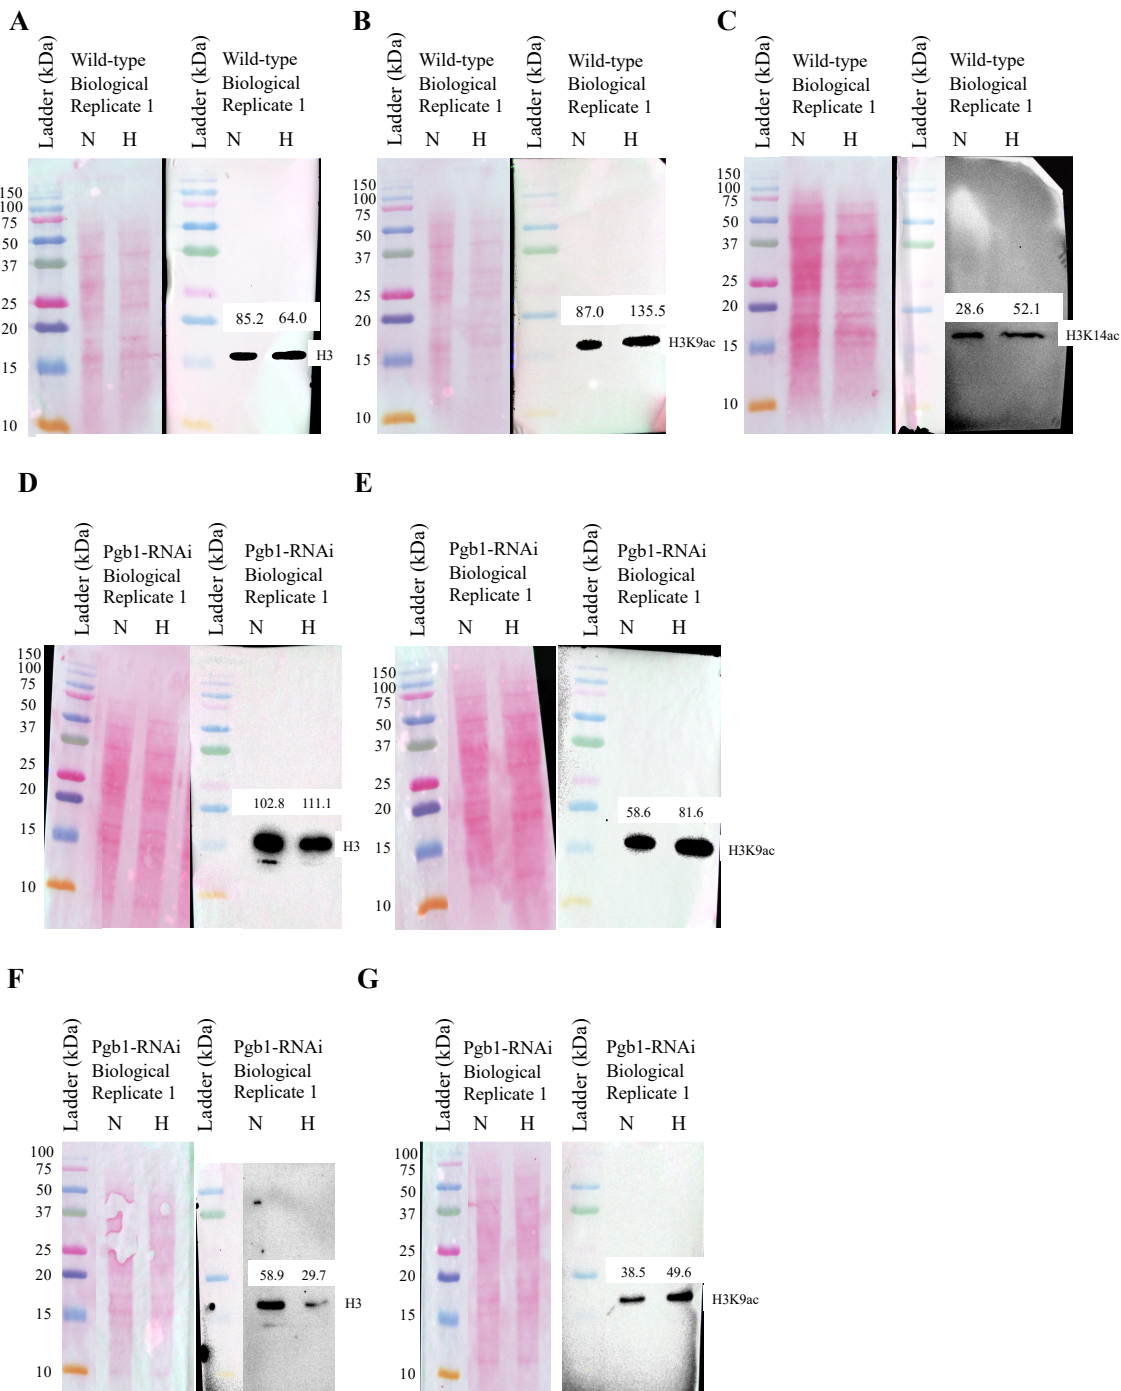 A
Ladder (kDa)
Wild-type
Biological
Replicate 1
N H
Ladder (kDa)
Wild-type
Biological
Replicate 1
N H
150
100
75
50
37
25
20
15
10
85.2 64.0
H3
B
Ladder (kDa)
Wild-type
Biological
Replicate 1
N H
Ladder (kDa)
Wild-type
Biological
Replicate 1
N H
150
100
75
50
37
25
20
15
10
87.0 135.5
H3K9ac
C
Ladder (kDa)
Wild-type
Biological
Replicate 1
N H
Ladder (kDa)
Wild-type
Biological
Replicate 1
N H
150
100
75
50
37
25
20
15
10
28.6 52.1
H3K14ac
D
Ladder (kDa)
Pgb1-RNAi
Biological
Replicate 1
N H
Ladder (kDa)
Pgb1-RNAi
Biological
Replicate 1
N H
150
100
75
50
37
25
20
15
10
102.8 111.1
H3
E
Ladder (kDa)
Pgb1-RNAi
Biological
Replicate 1
N H
Ladder (kDa)
Pgb1-RNAi
Biological
Replicate 1
N H
150
100
75
50
37
25
20
15
10
58.6 81.6
H3K9ac
F
Ladder (kDa)
Pgb1-RNAi
Biological
Replicate 1
N H
Ladder (kDa)
Pgb1-RNAi
Biological
Replicate 1
N H
100
75
50
37
25
20
15
10
58.9 29.7
H3
G
Ladder (kDa)
Pgb1-RNAi
Biological
Replicate 1
N H
Ladder (kDa)
Pgb1-RNAi
Biological
Replicate 1
N H
100
75
50
37
25
20
15
10
38.5 49.6
H3K9ac